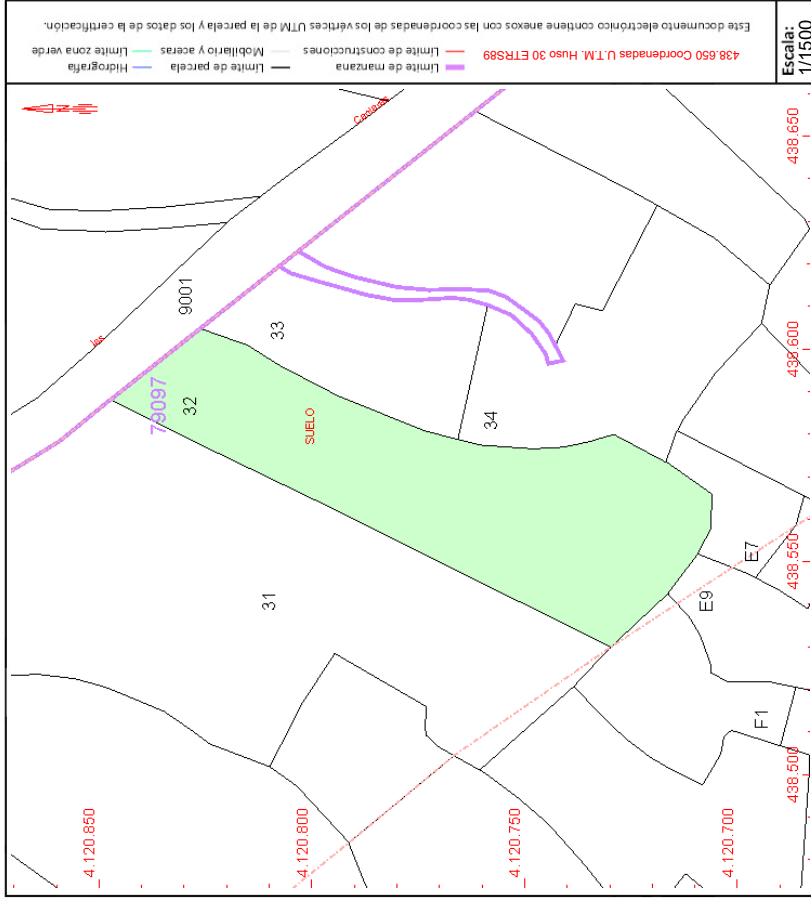 Este documento electrónico contiene anexos con las coordenadas de los vértices UTM de la parcela y los datos de la certificación.
Límite de manzana
Límite de construcciones
Límite de parcela
Mobiliario y aceras
Hidrografía
Límite zona verde
438.650 Coordenadas U.T.M. Huso 30 ETRS89
Escala:
1/1500
N
Caclases
las
9001
79097
33
32
SUELO
34
31
E7
E9
F1
438.650
438.600
438.550
438.500
4.120.850
4.120.800
4.120.750
4.120.700